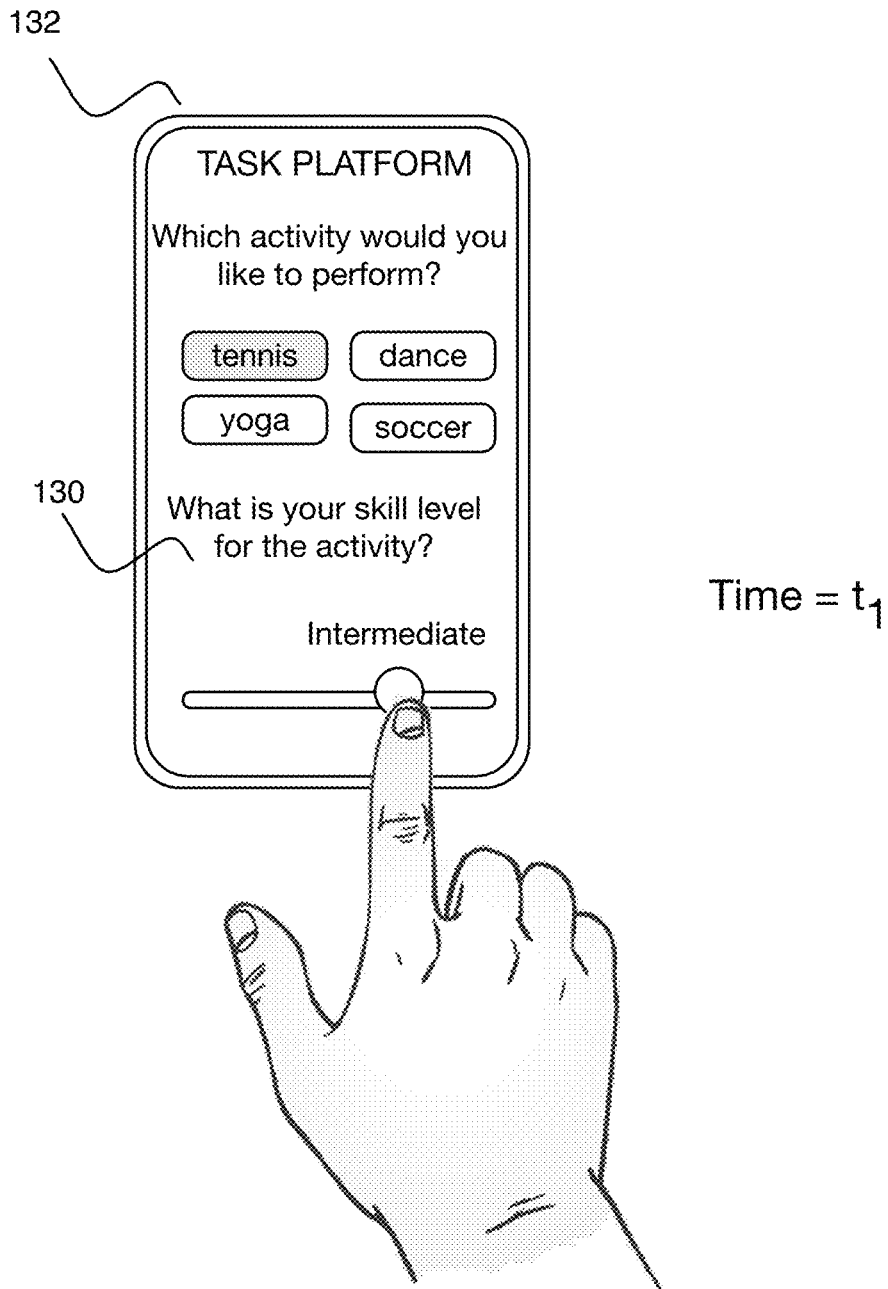 132
TASK PLATFORM
Which activity would you
like to perform?
tennis dance
yoga soccer
130
What is your skill level
for the activity?
Time = t1
Intermediate